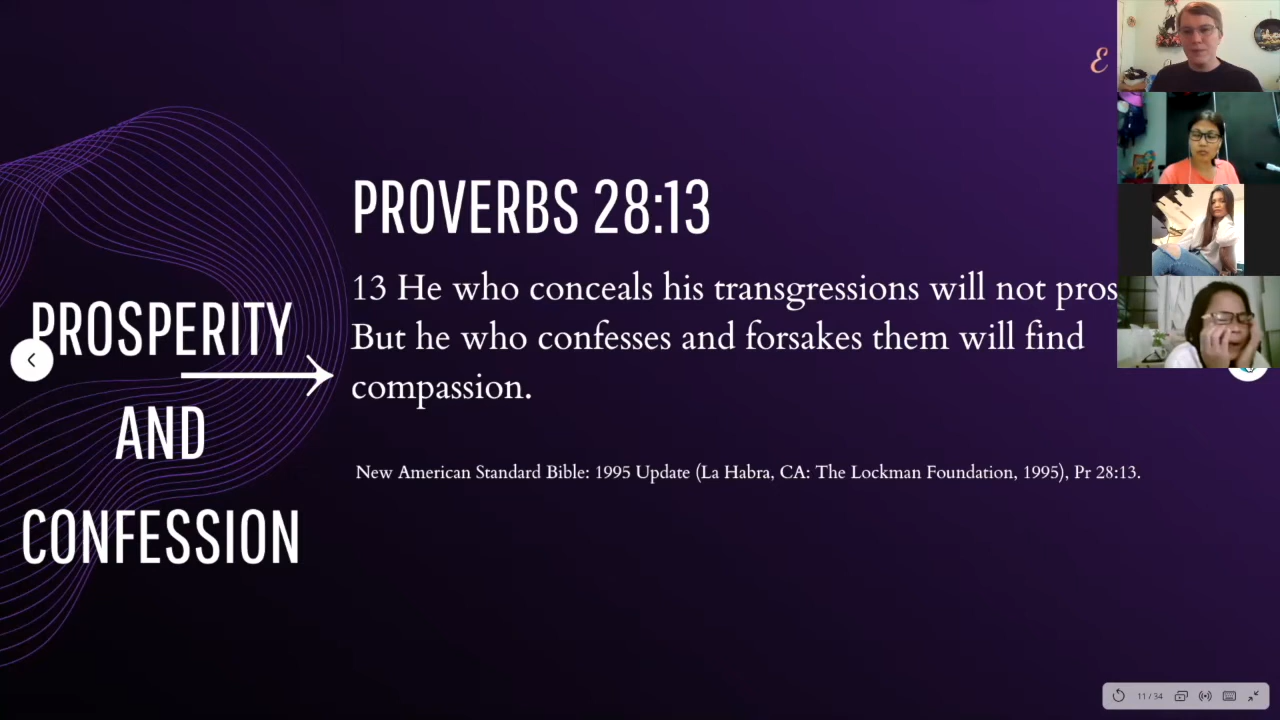 ℰ
PROVERBS 28:13
13 He who conceals his transgressions will not pros
But he who confesses and forsakes them will find
compassion.
New American Standard Bible: 1995 Update (La Habra, CA: The Lockman Foundation, 1995), Pr 28:13.
PROSPERITY
AND
CONFESSION
11 / 34